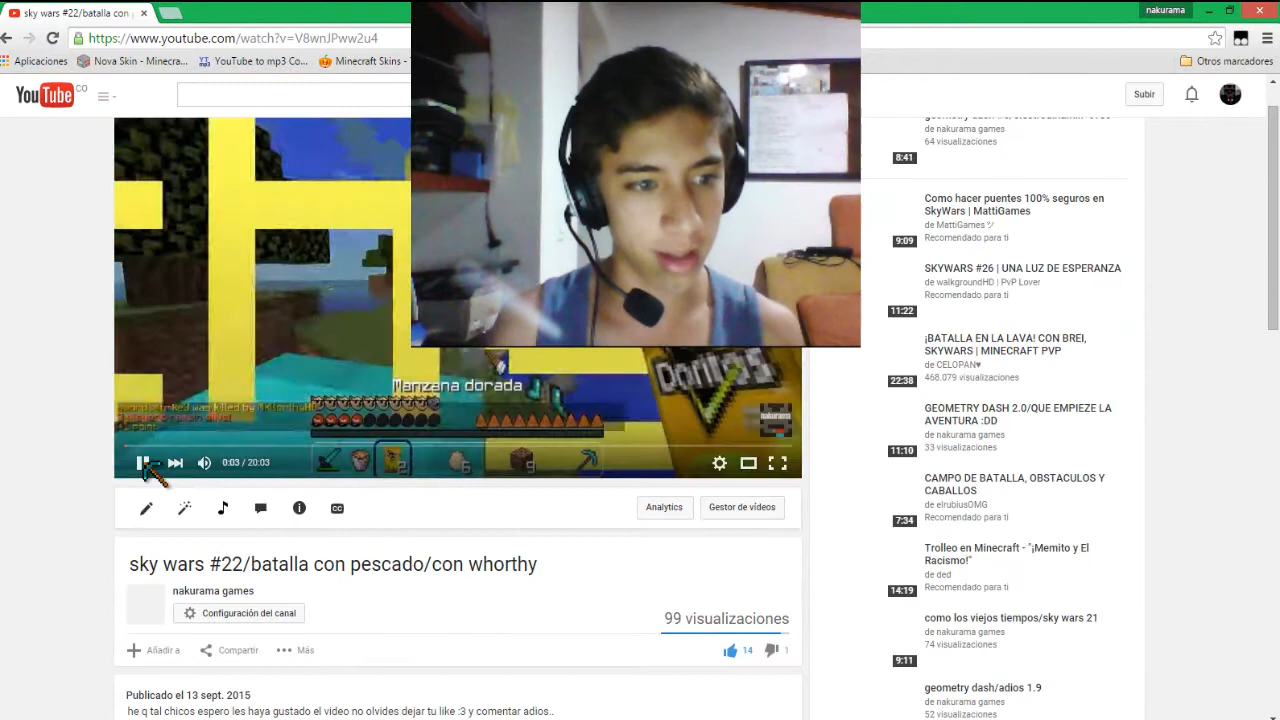 sky wars #22/batalla con
nakurama
https://www.youtube.com/watch?v=V8wnJPww2u4
Aplicaciones
Nova Skin - Minecra...
YouTube to mp3 Co...
Minecraft Skins -
Otros marcadores
YouTube CO
Subir
de nakurama games
64 visualizaciones
8:41
Como hacer puentes 100% seguros en
SkyWars | MattiGames
de MattiGames ツ
Recomendado para ti
9:09
SKYWARS #26 | UNA LUZ DE ESPERANZA
de walkgroundHD | PvP Lover
Recomendado para ti
11:22
¡BATALLA EN LA LAVA! CON BREI,
SKYWARS | MINECRAFT PVP
de CELOPAN♥
468.079 visualizaciones
22:38
GEOMETRY DASH 2.0/QUE EMPIEZE LA
AVENTURA :DD
de nakurama games
33 visualizaciones
11:10
CAMPO DE BATALLA, OBSTACULOS Y
CABALLOS
de elrubiusOMG
Recomendado para ti
7:34
Trolleo en Minecraft - "¡Memito y El
Racismo!"
de ded
Recomendado para ti
14:19
como los viejos tiempos/sky wars 21
de nakurama games
74 visualizaciones
9:11
geometry dash/adios 1.9
de nakurama games
52 visualizaciones
Manzana dorada
nakurama
2
6
9
0:03 / 20:03
CC
Analytics
Gestor de vídeos
sky wars #22/batalla con pescado/con whorthy
nakurama games
Configuración del canal
99 visualizaciones
Añadir a
Compartir
Más
14
1
Publicado el 13 sept. 2015
he q tal chicos espero les haya gustado el video no olvides dejar tu like :3 y comentar adios..